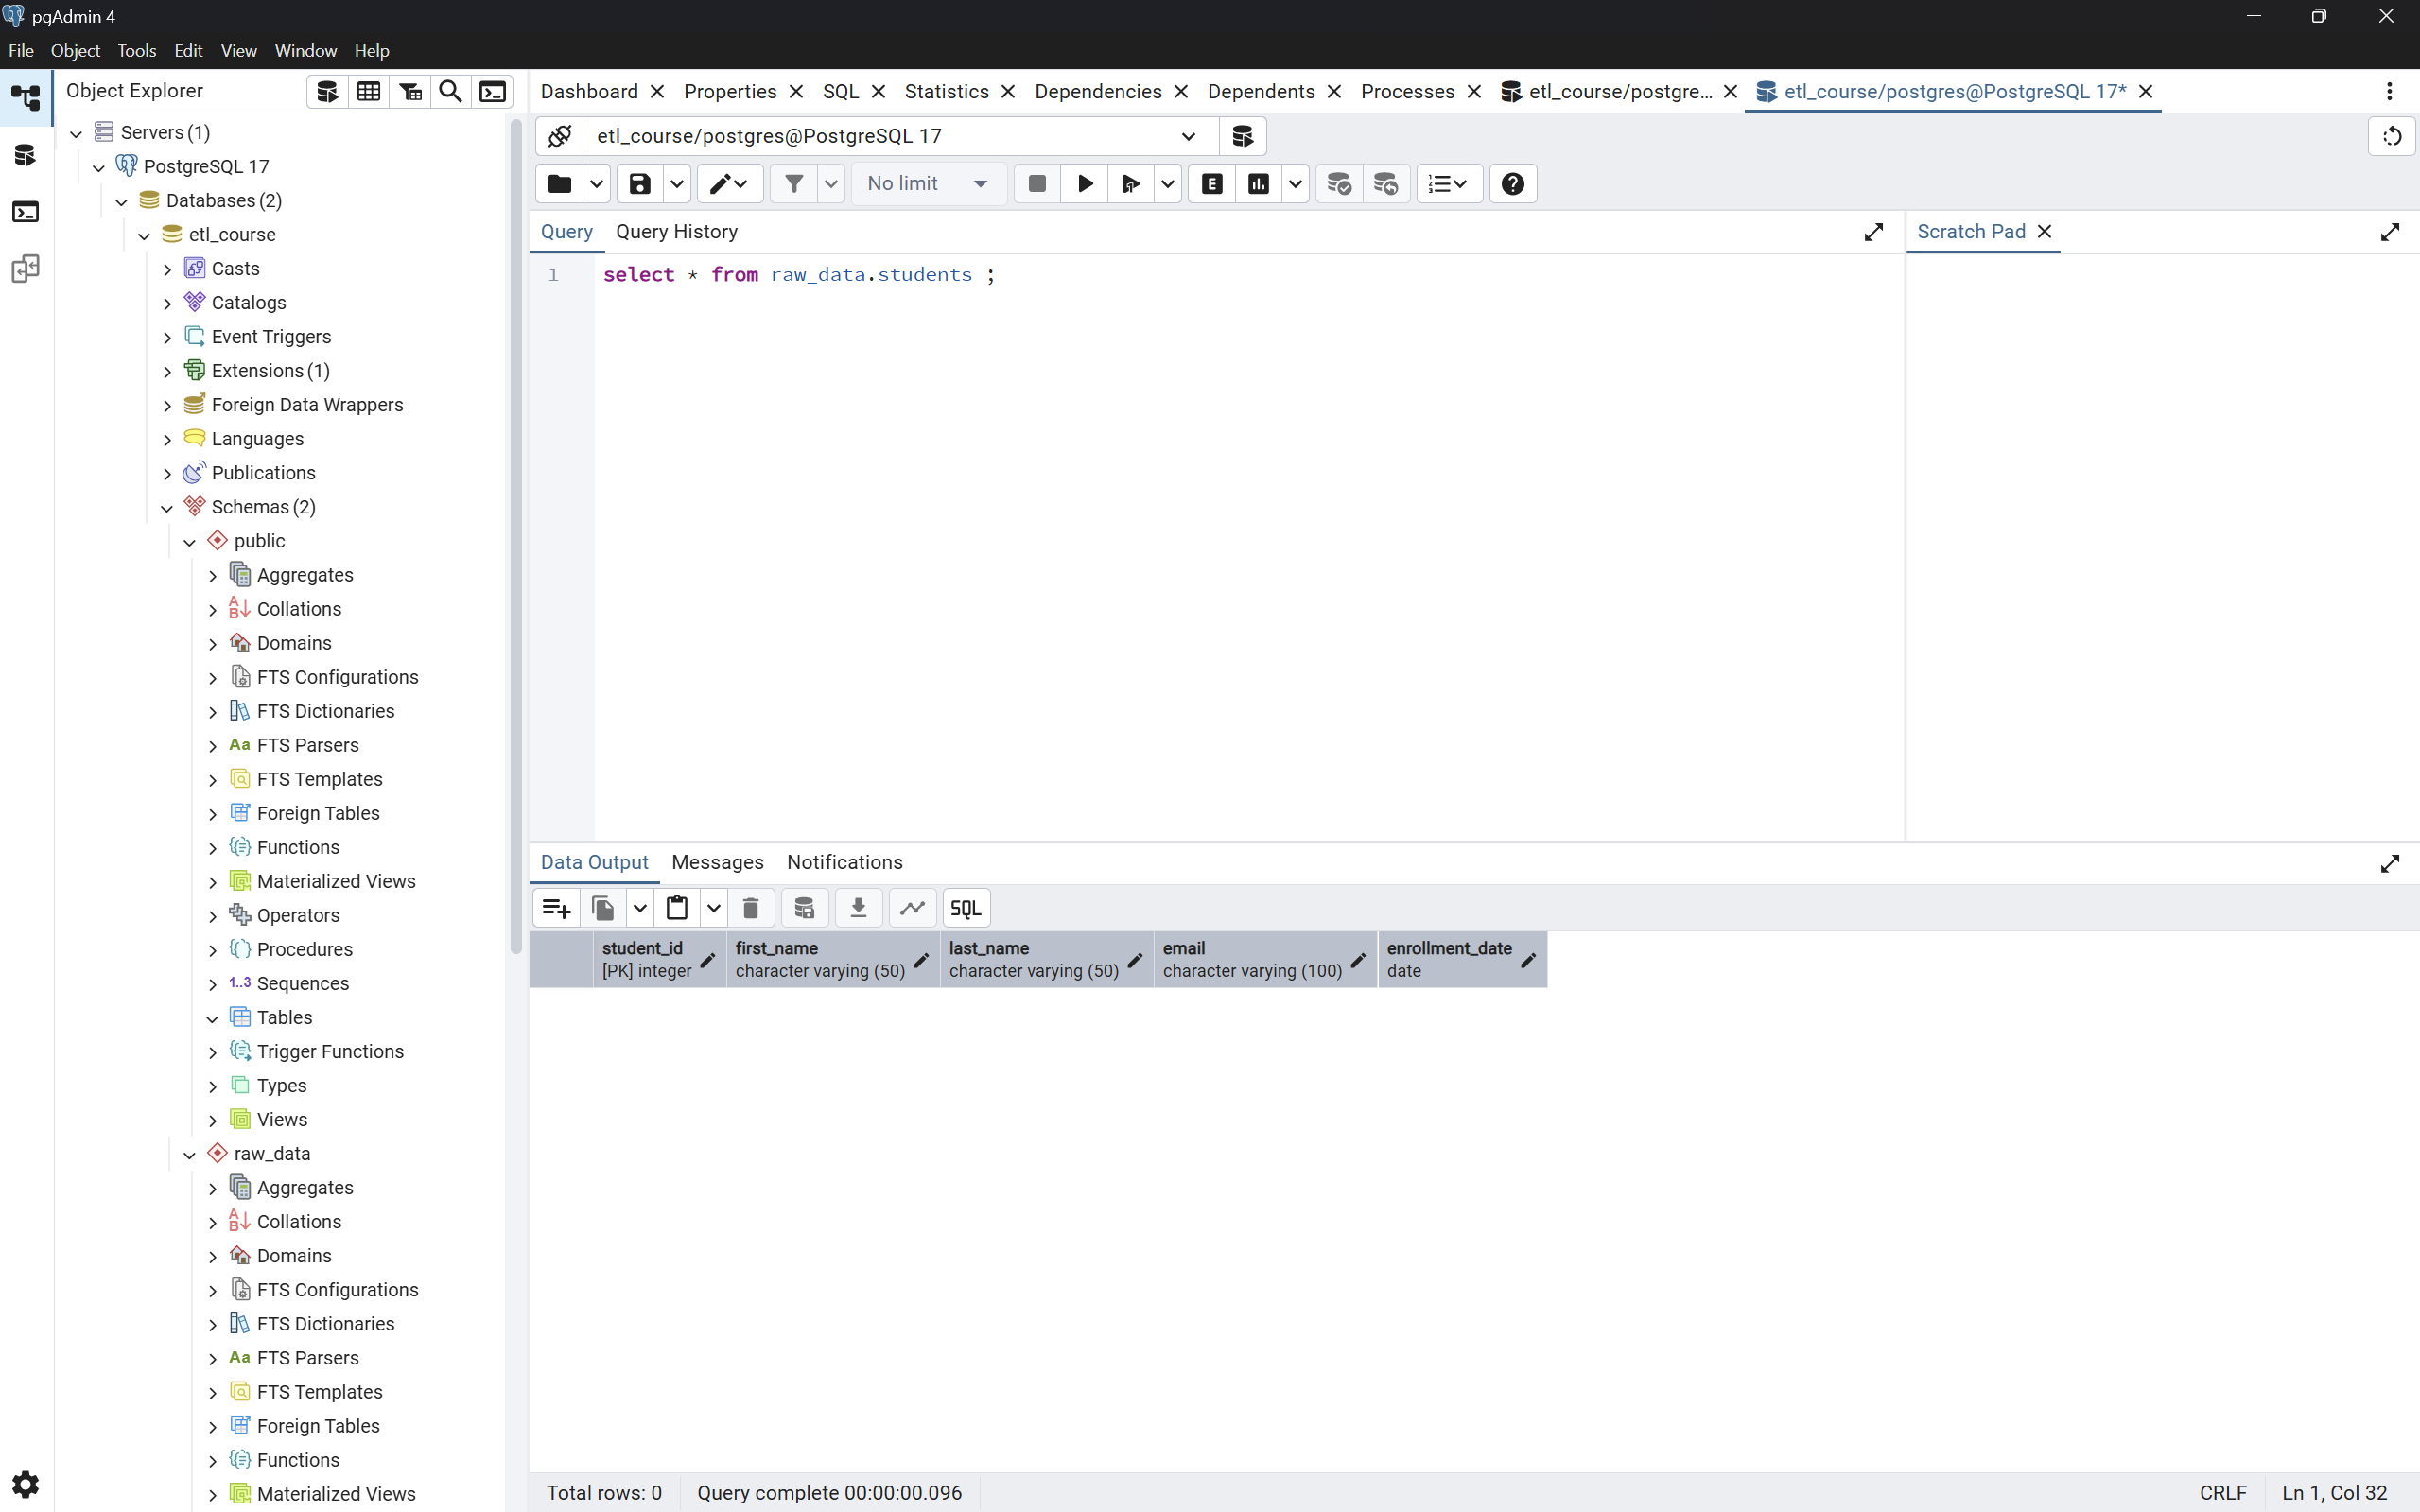 pgAdmin 4
File Object Tools Edit View Window Help
Object Explorer
Dashboard Properties SQL Statistics Dependencies Dependents Processes etl_course/postgre... etl_course/postgres@PostgreSQL 17*
Servers (1)
PostgreSQL 17
Databases (2)
etl_course
Casts
Catalogs
Event Triggers
Extensions (1)
Foreign Data Wrappers
Languages
Publications
Schemas (2)
public
Aggregates
Collations
Domains
FTS Configurations
FTS Dictionaries
Aa FTS Parsers
FTS Templates
Foreign Tables
Functions
Materialized Views
Operators
Procedures
1..3 Sequences
Tables
Trigger Functions
Types
Views
raw_data
Aggregates
Collations
Domains
FTS Configurations
FTS Dictionaries
Aa FTS Parsers
FTS Templates
Foreign Tables
Functions
Materialized Views
etl_course/postgres@PostgreSQL 17
No limit
E
Query Query History
Scratch Pad
1 select * from raw_data.students ;
Data Output Messages Notifications
SQL
student_id first_name last_name email enrollment_date
[PK] integer character varying (50) character varying (50) character varying (100) date
Total rows: 0 Query complete 00:00:00.096 CRLF Ln 1, Col 32